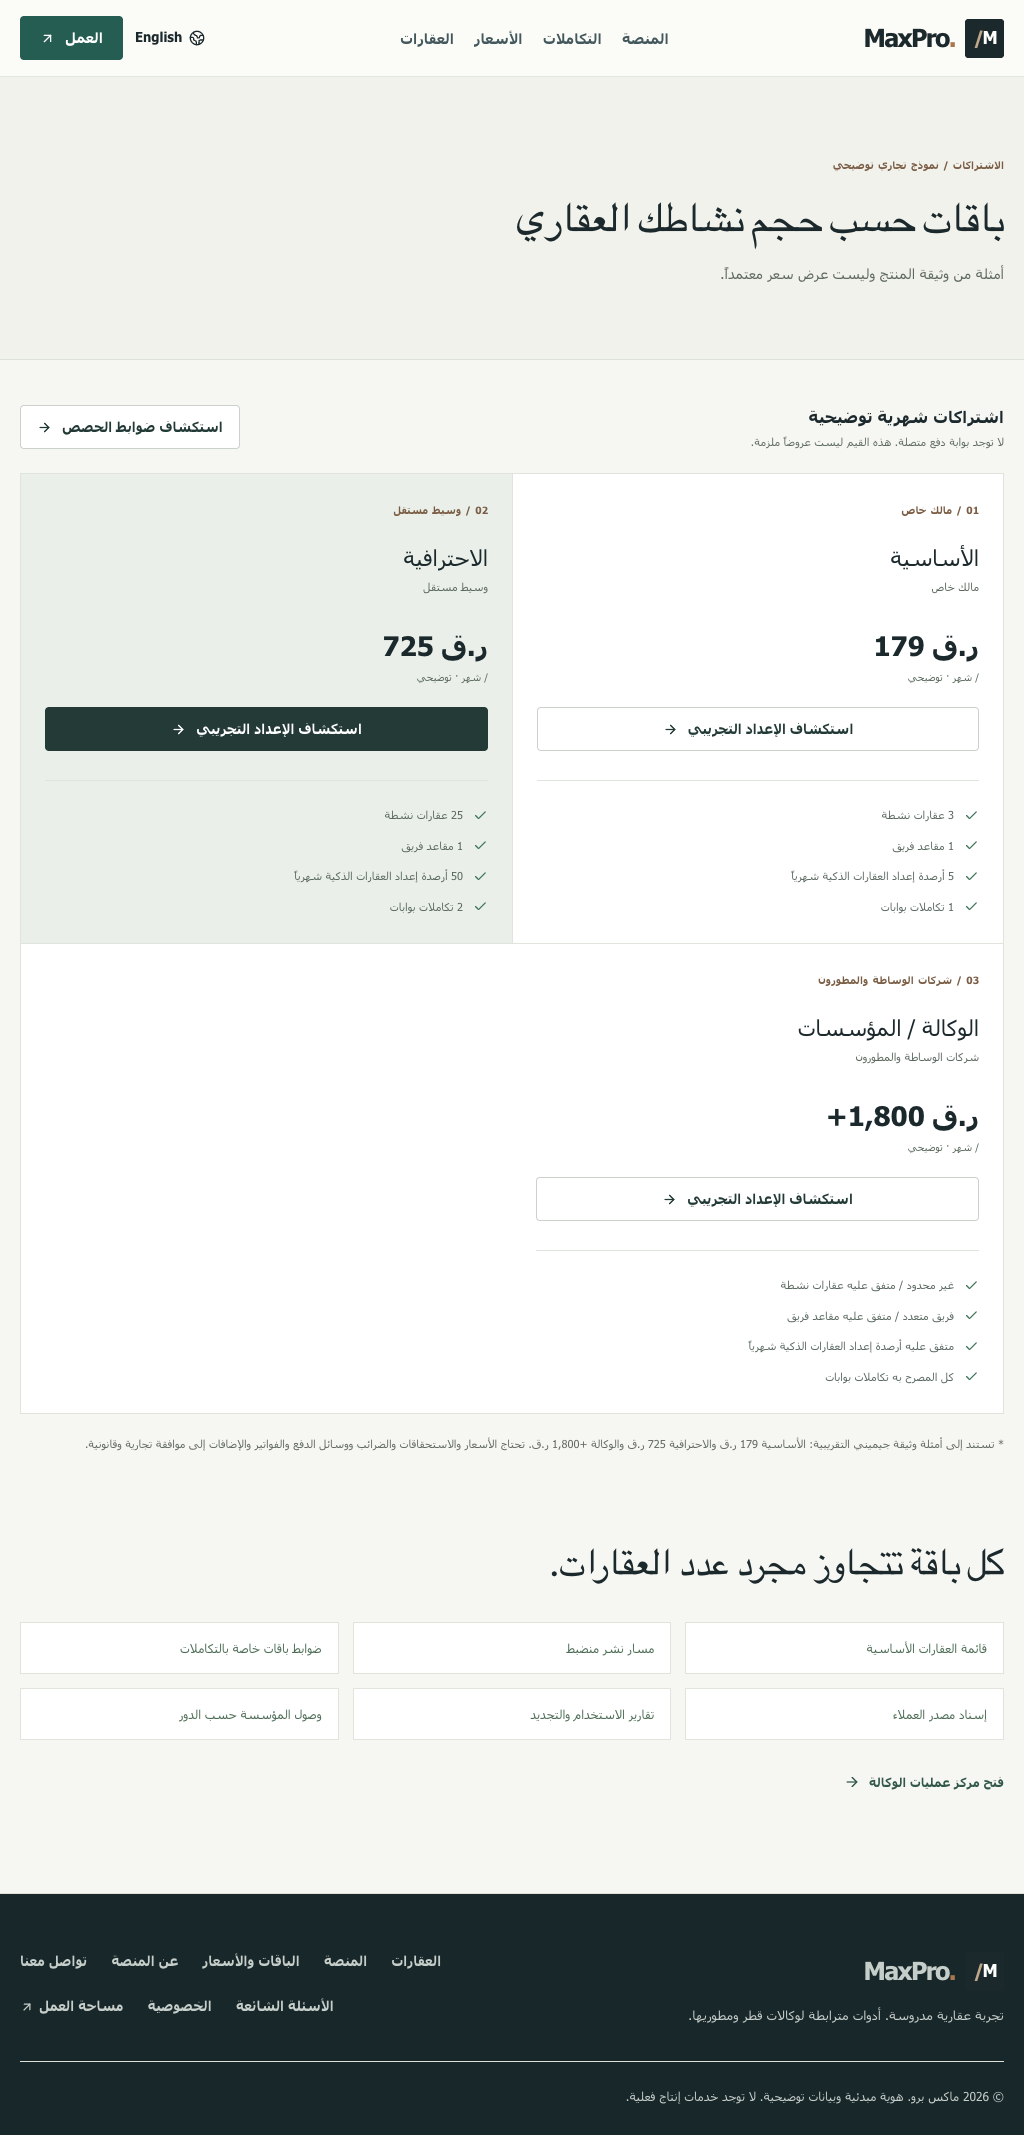 M/
MaxPro.
المنصة
التكاملات
الأسعار
العقارات
English
العمل
الاشتراكات / نموذج تجاري توضيحي
باقات حسب حجم نشاطك العقاري
أمثلة من وثيقة المنتج وليست عرض سعر معتمداً.
اشتراكات شهرية توضيحية
لا توجد بوابة دفع متصلة. هذه القيم ليست عروضاً ملزمة.
استكشاف ضوابط الحصص
01 / مالك خاص
الأساسية
مالك خاص
ر.ق 179
/ شهر · توضيحي
استكشاف الإعداد التجريبي
3 عقارات نشطة
1 مقاعد فريق
5 أرصدة إعداد العقارات الذكية شهرياً
1 تكاملات بوابات
02 / وسيط مستقل
الاحترافية
وسيط مستقل
ر.ق 725
/ شهر · توضيحي
استكشاف الإعداد التجريبي
25 عقارات نشطة
1 مقاعد فريق
50 أرصدة إعداد العقارات الذكية شهرياً
2 تكاملات بوابات
03 / شركات الوساطة والمطورون
الوكالة / المؤسسات
شركات الوساطة والمطورون
ر.ق 1,800+
/ شهر · توضيحي
استكشاف الإعداد التجريبي
غير محدود / متفق عليه عقارات نشطة
فريق متعدد / متفق عليه مقاعد فريق
متفق عليه أرصدة إعداد العقارات الذكية شهرياً
كل المصرح به تكاملات بوابات
* تستند إلى أمثلة وثيقة جيميني التقريبية: الأساسية 179 ر.ق والاحترافية 725 ر.ق والوكالة +1,800 ر.ق. تحتاج الأسعار والاستحقاقات والضرائب ووسائل الدفع والفواتير والإضافات إلى موافقة تجارية وقانونية.
كل باقة تتجاوز مجرد عدد العقارات.
قائمة العقارات الأساسية
مسار نشر منضبط
ضوابط باقات خاصة بالتكاملات
إسناد مصدر العملاء
تقارير الاستخدام والتجديد
وصول المؤسسة حسب الدور
فتح مركز عمليات الوكالة
M/
MaxPro.
تجربة عقارية مدروسة. أدوات مترابطة لوكالات قطر ومطوريها.
العقارات
المنصة
الباقات والأسعار
عن المنصة
تواصل معنا
الأسئلة الشائعة
الخصوصية
مساحة العمل
© 2026 ماكس برو. هوية مبدئية وبيانات توضيحية. لا توجد خدمات إنتاج فعلية.